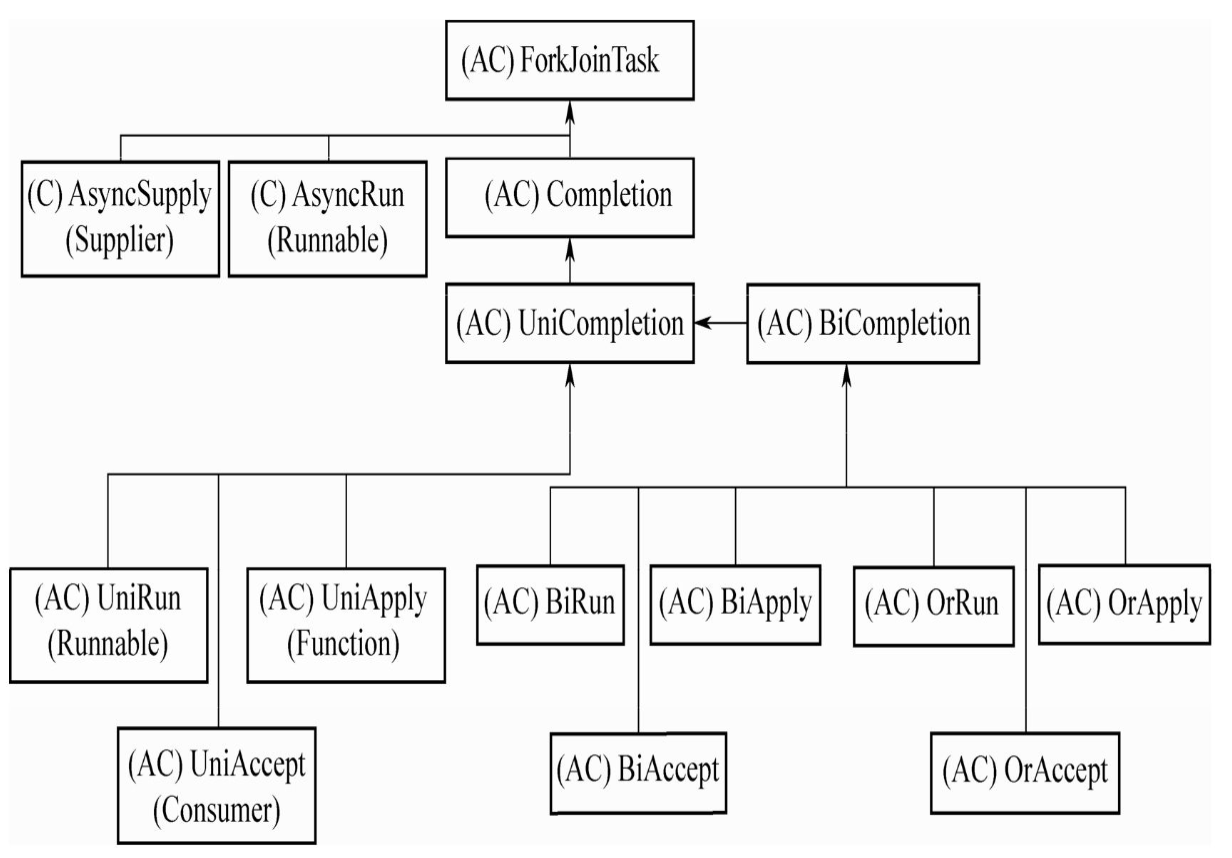 (AC) ForkJoinTask
(C) AsyncSupply
(Supplier)
(C) AsyncRun
(Runnable)
(AC) Completion
(AC) UniCompletion
(AC) BiCompletion
(AC) UniRun
(Runnable)
(AC) UniApply
(Function)
(AC) BiRun
(AC) BiApply
(AC) OrRun
(AC) OrApply
(AC) UniAccept
(Consumer)
(AC) BiAccept
(AC) OrAccept